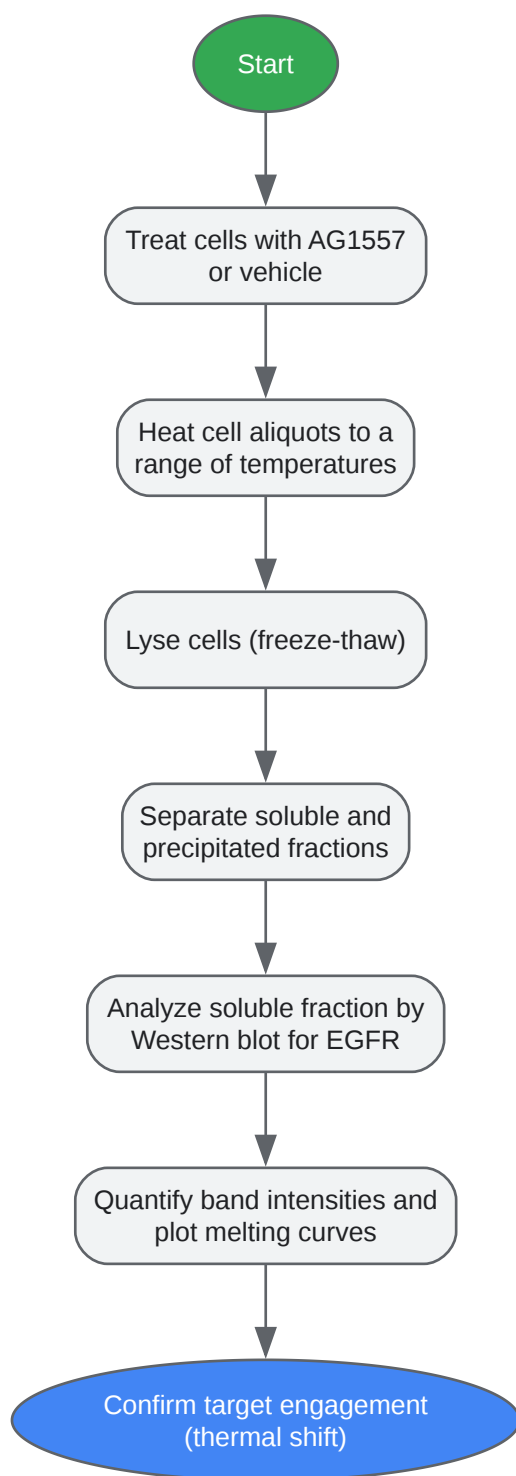 Start
Treat cells with AG1557
or vehicle
Heat cell aliquots to a
range of temperatures
Lyse cells (freeze-thaw)
Separate soluble and
precipitated fractions
Analyze soluble fraction by
Western blot for EGFR
Quantify band intensities and
plot melting curves
Confirm target engagement
(thermal shift)